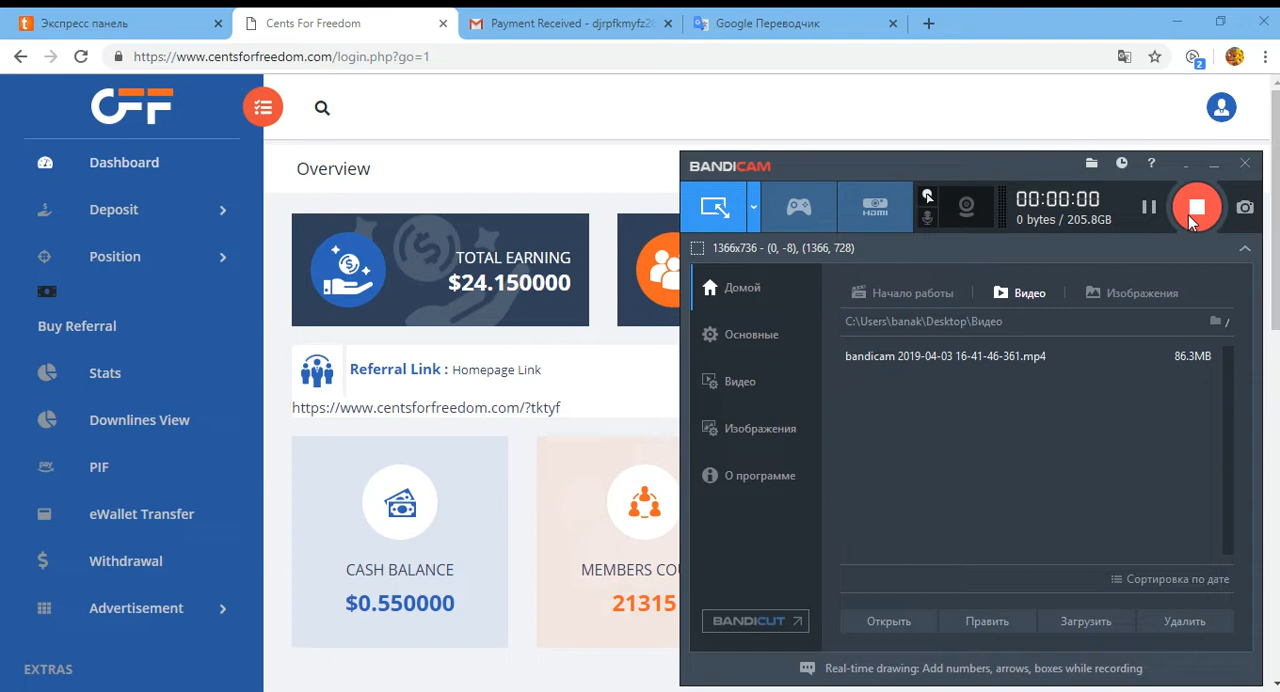 Экспресс панель
Cents For Freedom
Payment Received - djrpfkmyfz2
Google Переводчик
https://www.centsforfreedom.com/login.php?go=1
2
CFF
Dashboard
Deposit
Position
Buy Referral
Stats
Downlines View
PIF
eWallet Transfer
Withdrawal
Advertisement
EXTRAS
Overview
TOTAL EARNING
$24.150000
Referral Link : Homepage Link
https://www.centsforfreedom.com/?tktyf
CASH BALANCE
$0.550000
MEMBERS COU
21315
BANDICAM
HDMI
00:00:00
0 bytes / 205.8GB
1366x736 - (0, -8), (1366, 728)
Домой
Основные
Видео
Изображения
О программе
BANDICUT
Начало работы
Видео
Изображения
C:\Users\banak\Desktop\Видео
/
bandicam 2019-04-03 16-41-46-361.mp4 86.3MB
Сортировка по дате
Открыть
Править
Загрузить
Удалить
Real-time drawing: Add numbers, arrows, boxes while recording